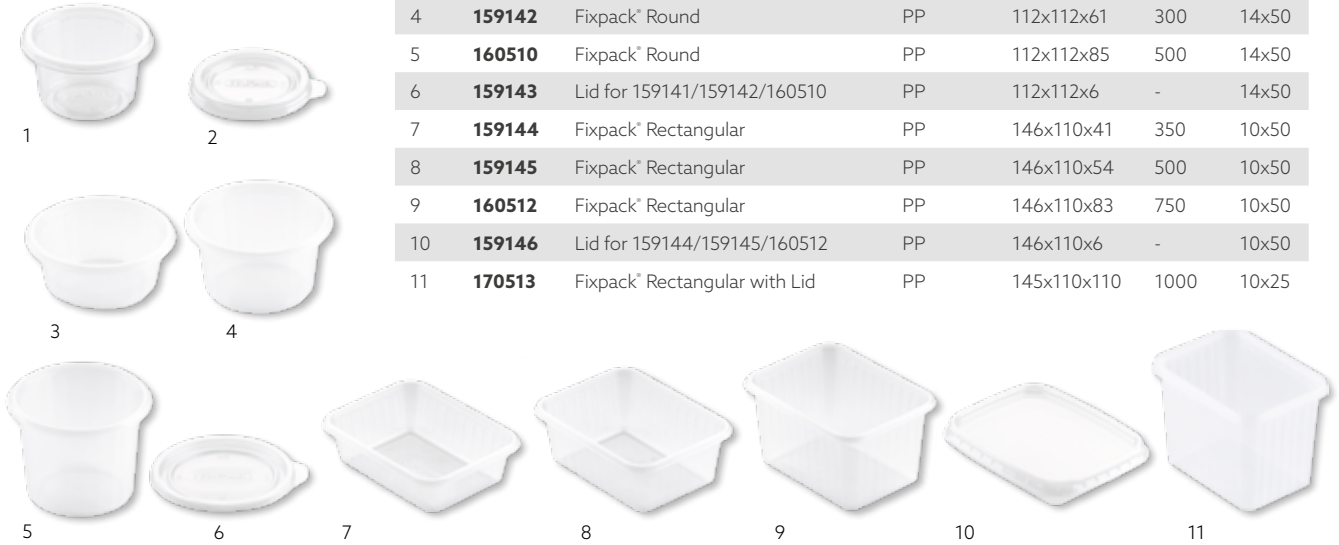 4 159142 Fixpack® Round PP 112x112x61 300 14x50
5 160510 Fixpack® Round PP 112x112x85 500 14x50
6 159143 Lid for 159141/159142/160510 PP 112x112x6 - 14x50
7 159144 Fixpack® Rectangular PP 146x110x41 350 10x50
8 159145 Fixpack® Rectangular PP 146x110x54 500 10x50
9 160512 Fixpack® Rectangular PP 146x110x83 750 10x50
10 159146 Lid for 159144/159145/160512 PP 146x110x6 - 10x50
11 170513 Fixpack® Rectangular with Lid PP 145x110x110 1000 10x25
1 2
3 4
5 6 7 8 9 10 11